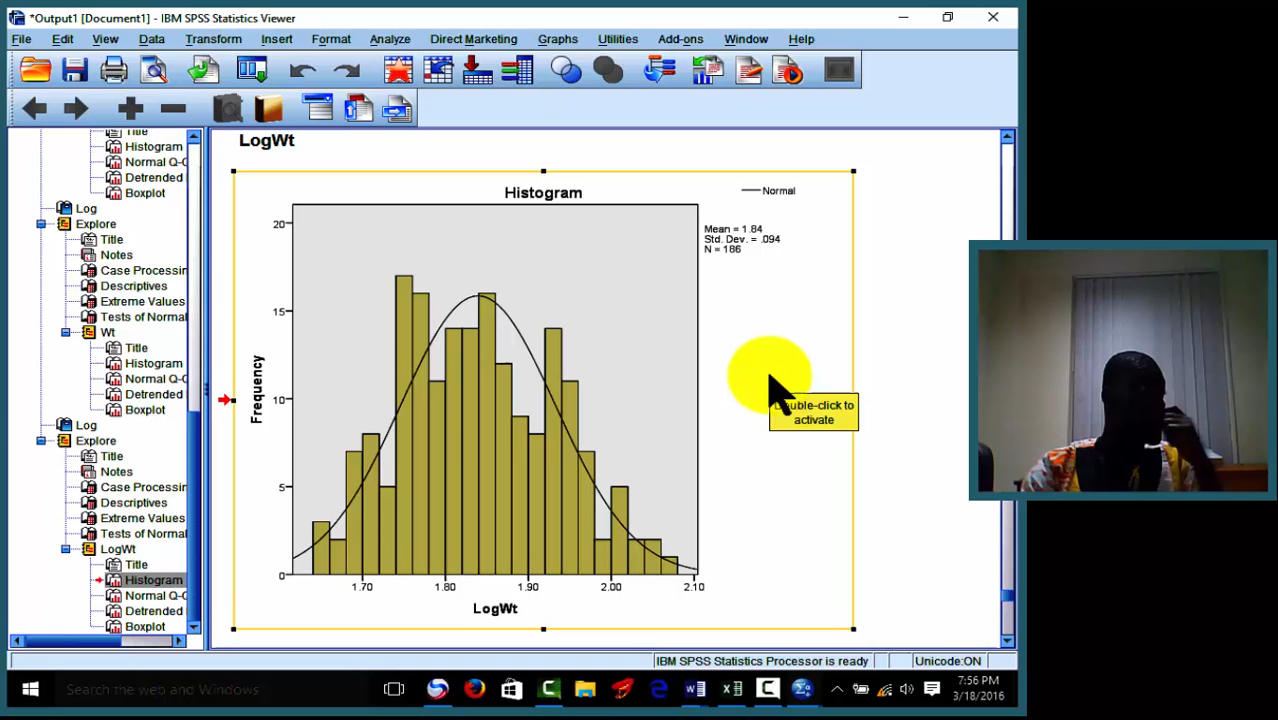 *Output1 [Document1] - IBM SPSS Statistics Viewer
File Edit View Data Transform Insert Format Analyze Direct Marketing Graphs Utilities Add-ons Window Help
Title
Histogram
Normal Q-
Detrended
Boxplot
Log
Explore
Title
Notes
Case Processin
Descriptives
Extreme Values
Tests of Normal
Wt
Title
Histogram
Normal Q-
Detrended
Boxplot
Log
Explore
Title
Notes
Case Processin
Descriptives
Extreme Values
Tests of Normal
LogWt
Title
Histogram
Normal Q-
Detrended
Boxplot
LogWt
Histogram
Normal
Mean = 1.84
Std. Dev. = .094
N = 186
Frequency
20
15
10
5
0
1.70 1.80 1.90 2.00 2.10
LogWt
Double-click to
activate
IBM SPSS Statistics Processor is ready Unicode:ON
Search the web and Windows
7:56 PM
3/18/2016